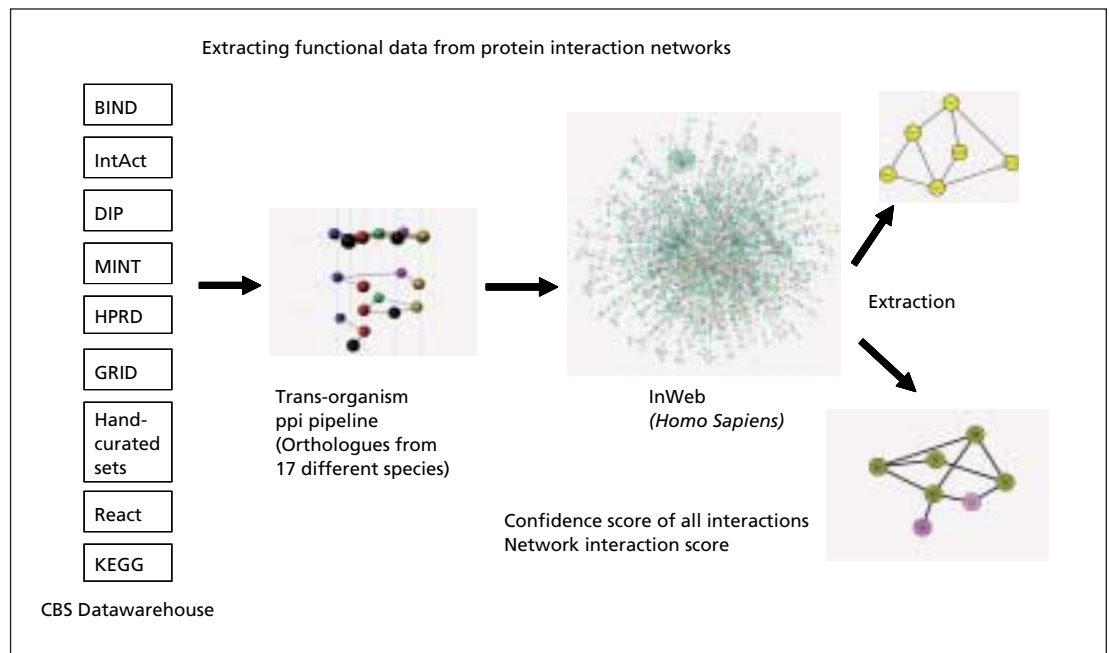 Extracting functional data from protein interaction networks
BIND
IntAct
DIP
MINT
HPRD
GRID
Hand-
curated
sets
React
KEGG
CBS Datawarehouse
Trans-organism
ppi pipeline
(Orthologues from
17 different species)
InWeb
(Homo Sapiens)
Extraction
Confidence score of all interactions
Network interaction score